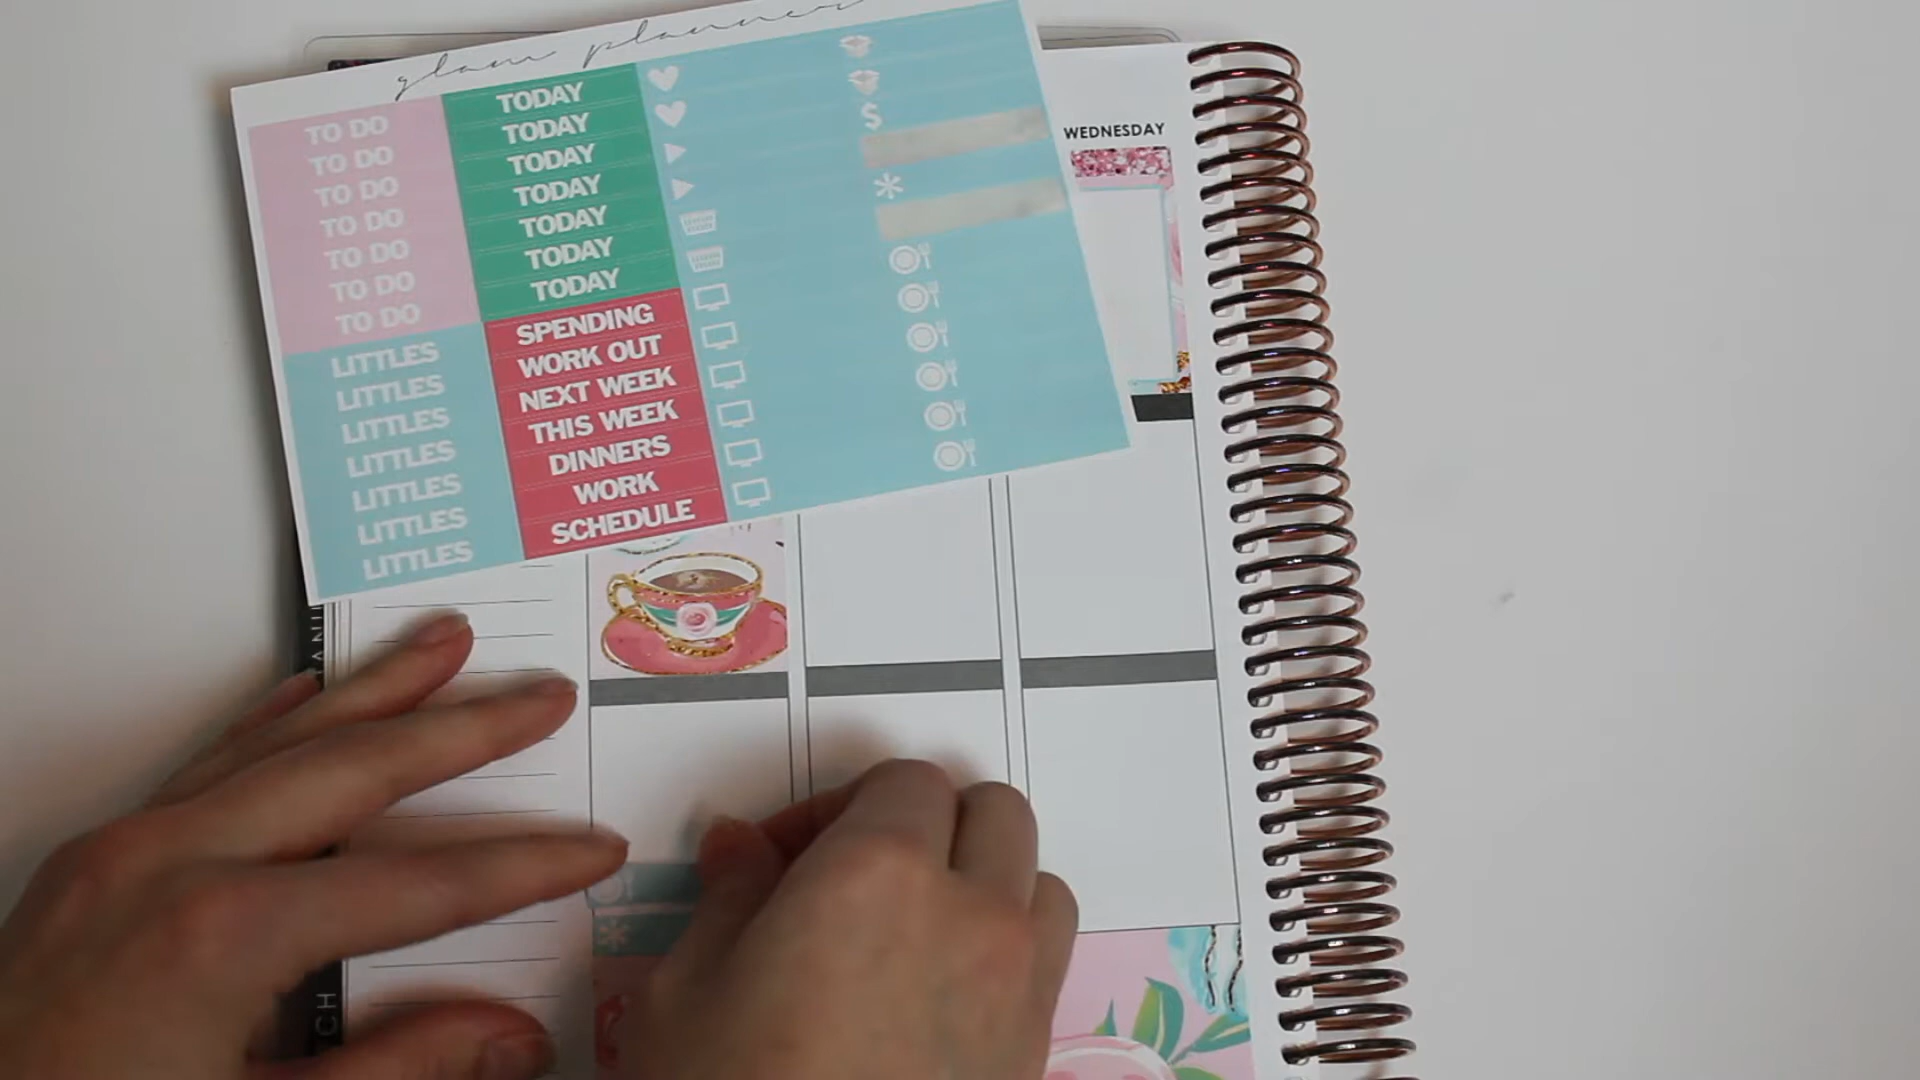 glam planner
TO DO
TO DO
TO DO
TO DO
TO DO
TO DO
TO DO
LITTLES
LITTLES
LITTLES
LITTLES
LITTLES
LITTLES
LITTLES
TODAY
TODAY
TODAY
TODAY
TODAY
TODAY
TODAY
SPENDING
WORK OUT
NEXT WEEK
THIS WEEK
DINNERS
WORK
SCHEDULE
$
WEDNESDAY
CH